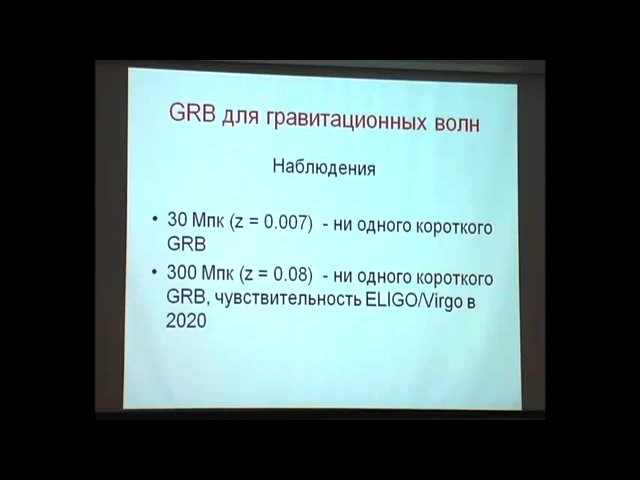 GRB для гравитационных волн
Наблюдения
• 30 Мпк (z = 0.007) - ни одного короткого
GRB
• 300 Мпк (z = 0.08) - ни одного короткого
GRB, чувствительность ELIGO/Virgo в
2020